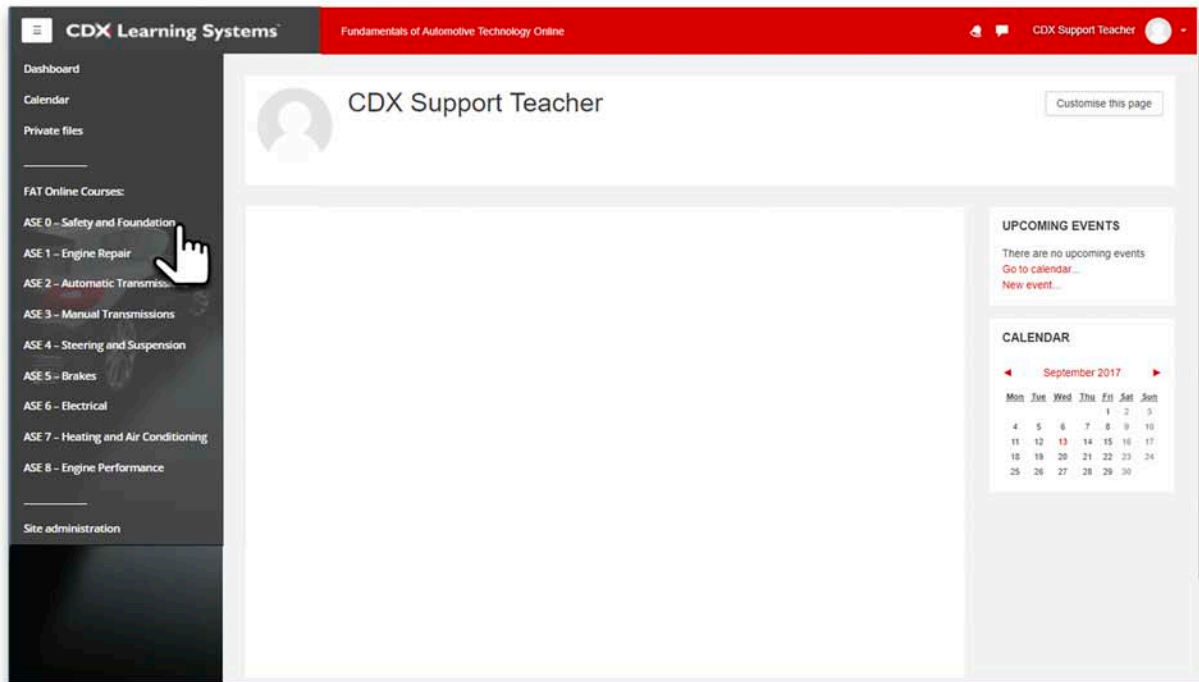 CDX Learning Systems
Fundamentals of Automotive Technology Online
CDX Support Teacher
Dashboard
Calendar
Private files
FAT Online Courses:
ASE 0 – Safety and Foundation
ASE 1 – Engine Repair
ASE 2 – Automatic
ASE 3 – Manual Transmissions
ASE 4 – Steering and Suspension
ASE 5 – Brakes
ASE 6 – Electrical
ASE 7 – Heating and Air Conditioning
ASE 8 – Engine Performance
Site administration
CDX Support Teacher
Customise this page
UPCOMING EVENTS
There are no upcoming events
Go to calendar...
New event...
CALENDAR
◄ September 2017 ►
Mon Tue Wed Thu Fri Sat Sun
1 2 3
4 5 6 7 8 9 10
11 12 13 14 15 16 17
18 19 20 21 22 23 24
25 26 27 28 29 30